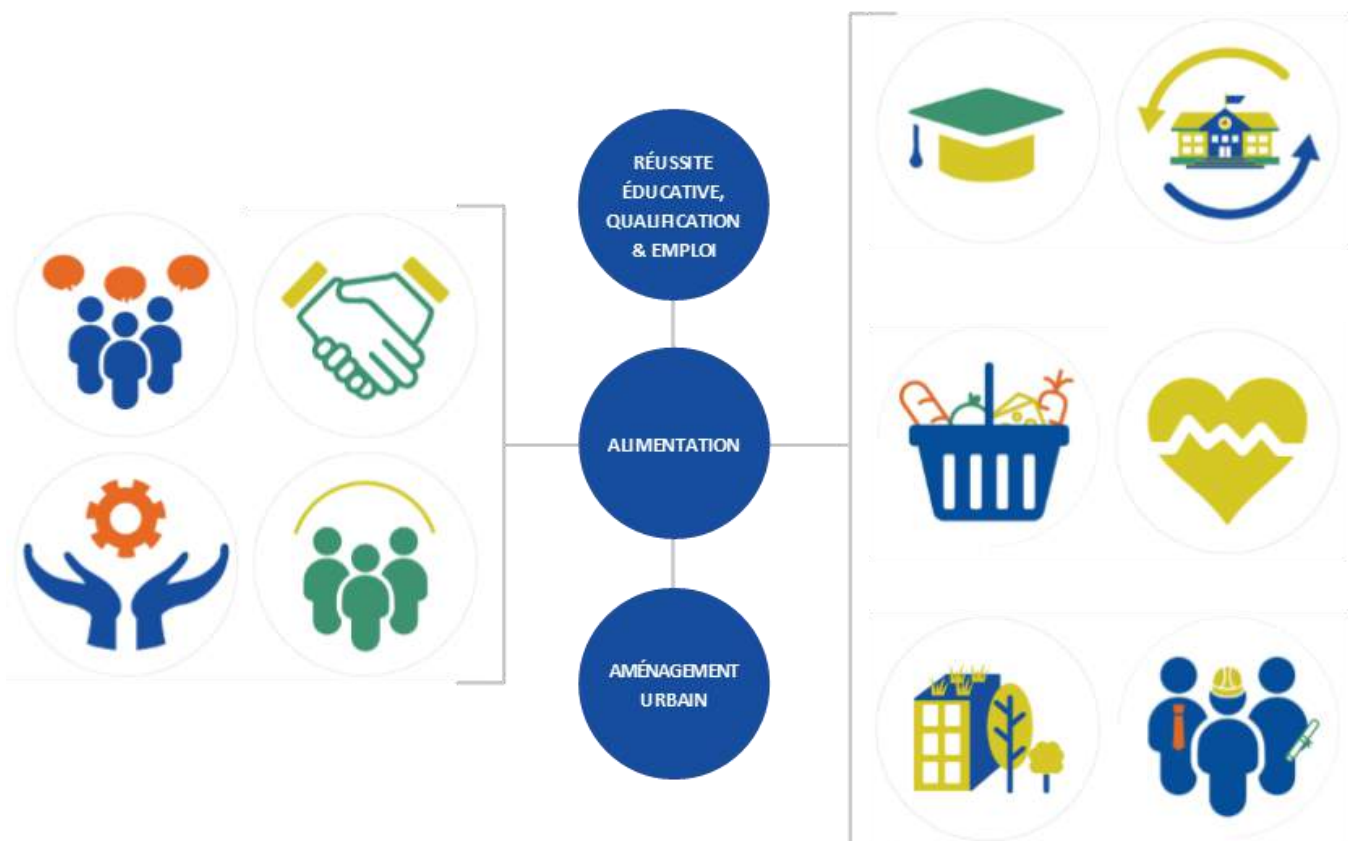 RÉUSSITE
ÉDUCATIVE,
QUALIFICATION
& EMPLOI
ALIMENTATION
AMÉNAGEMENT
URBAIN